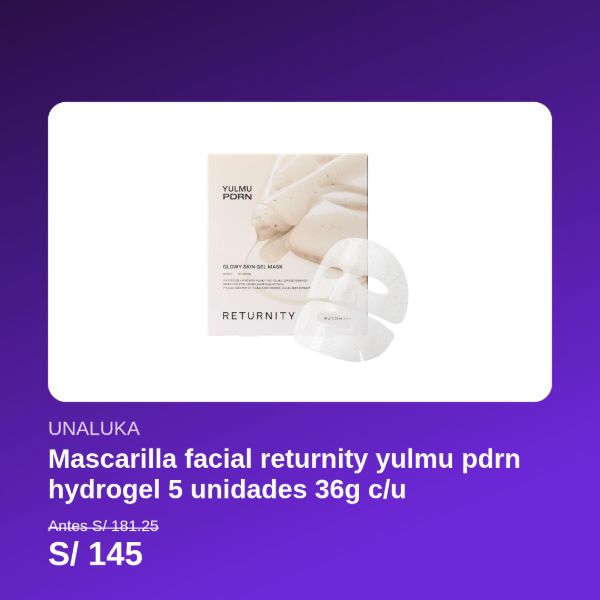 YULMU
PDRN
GLOWY SKIN GEL MASK
RETURNITY
UNALUKA
Mascarilla facial returnity yulmu pdrn
hydrogel 5 unidades 36g c/u
Antes S/ 181.25
S/ 145